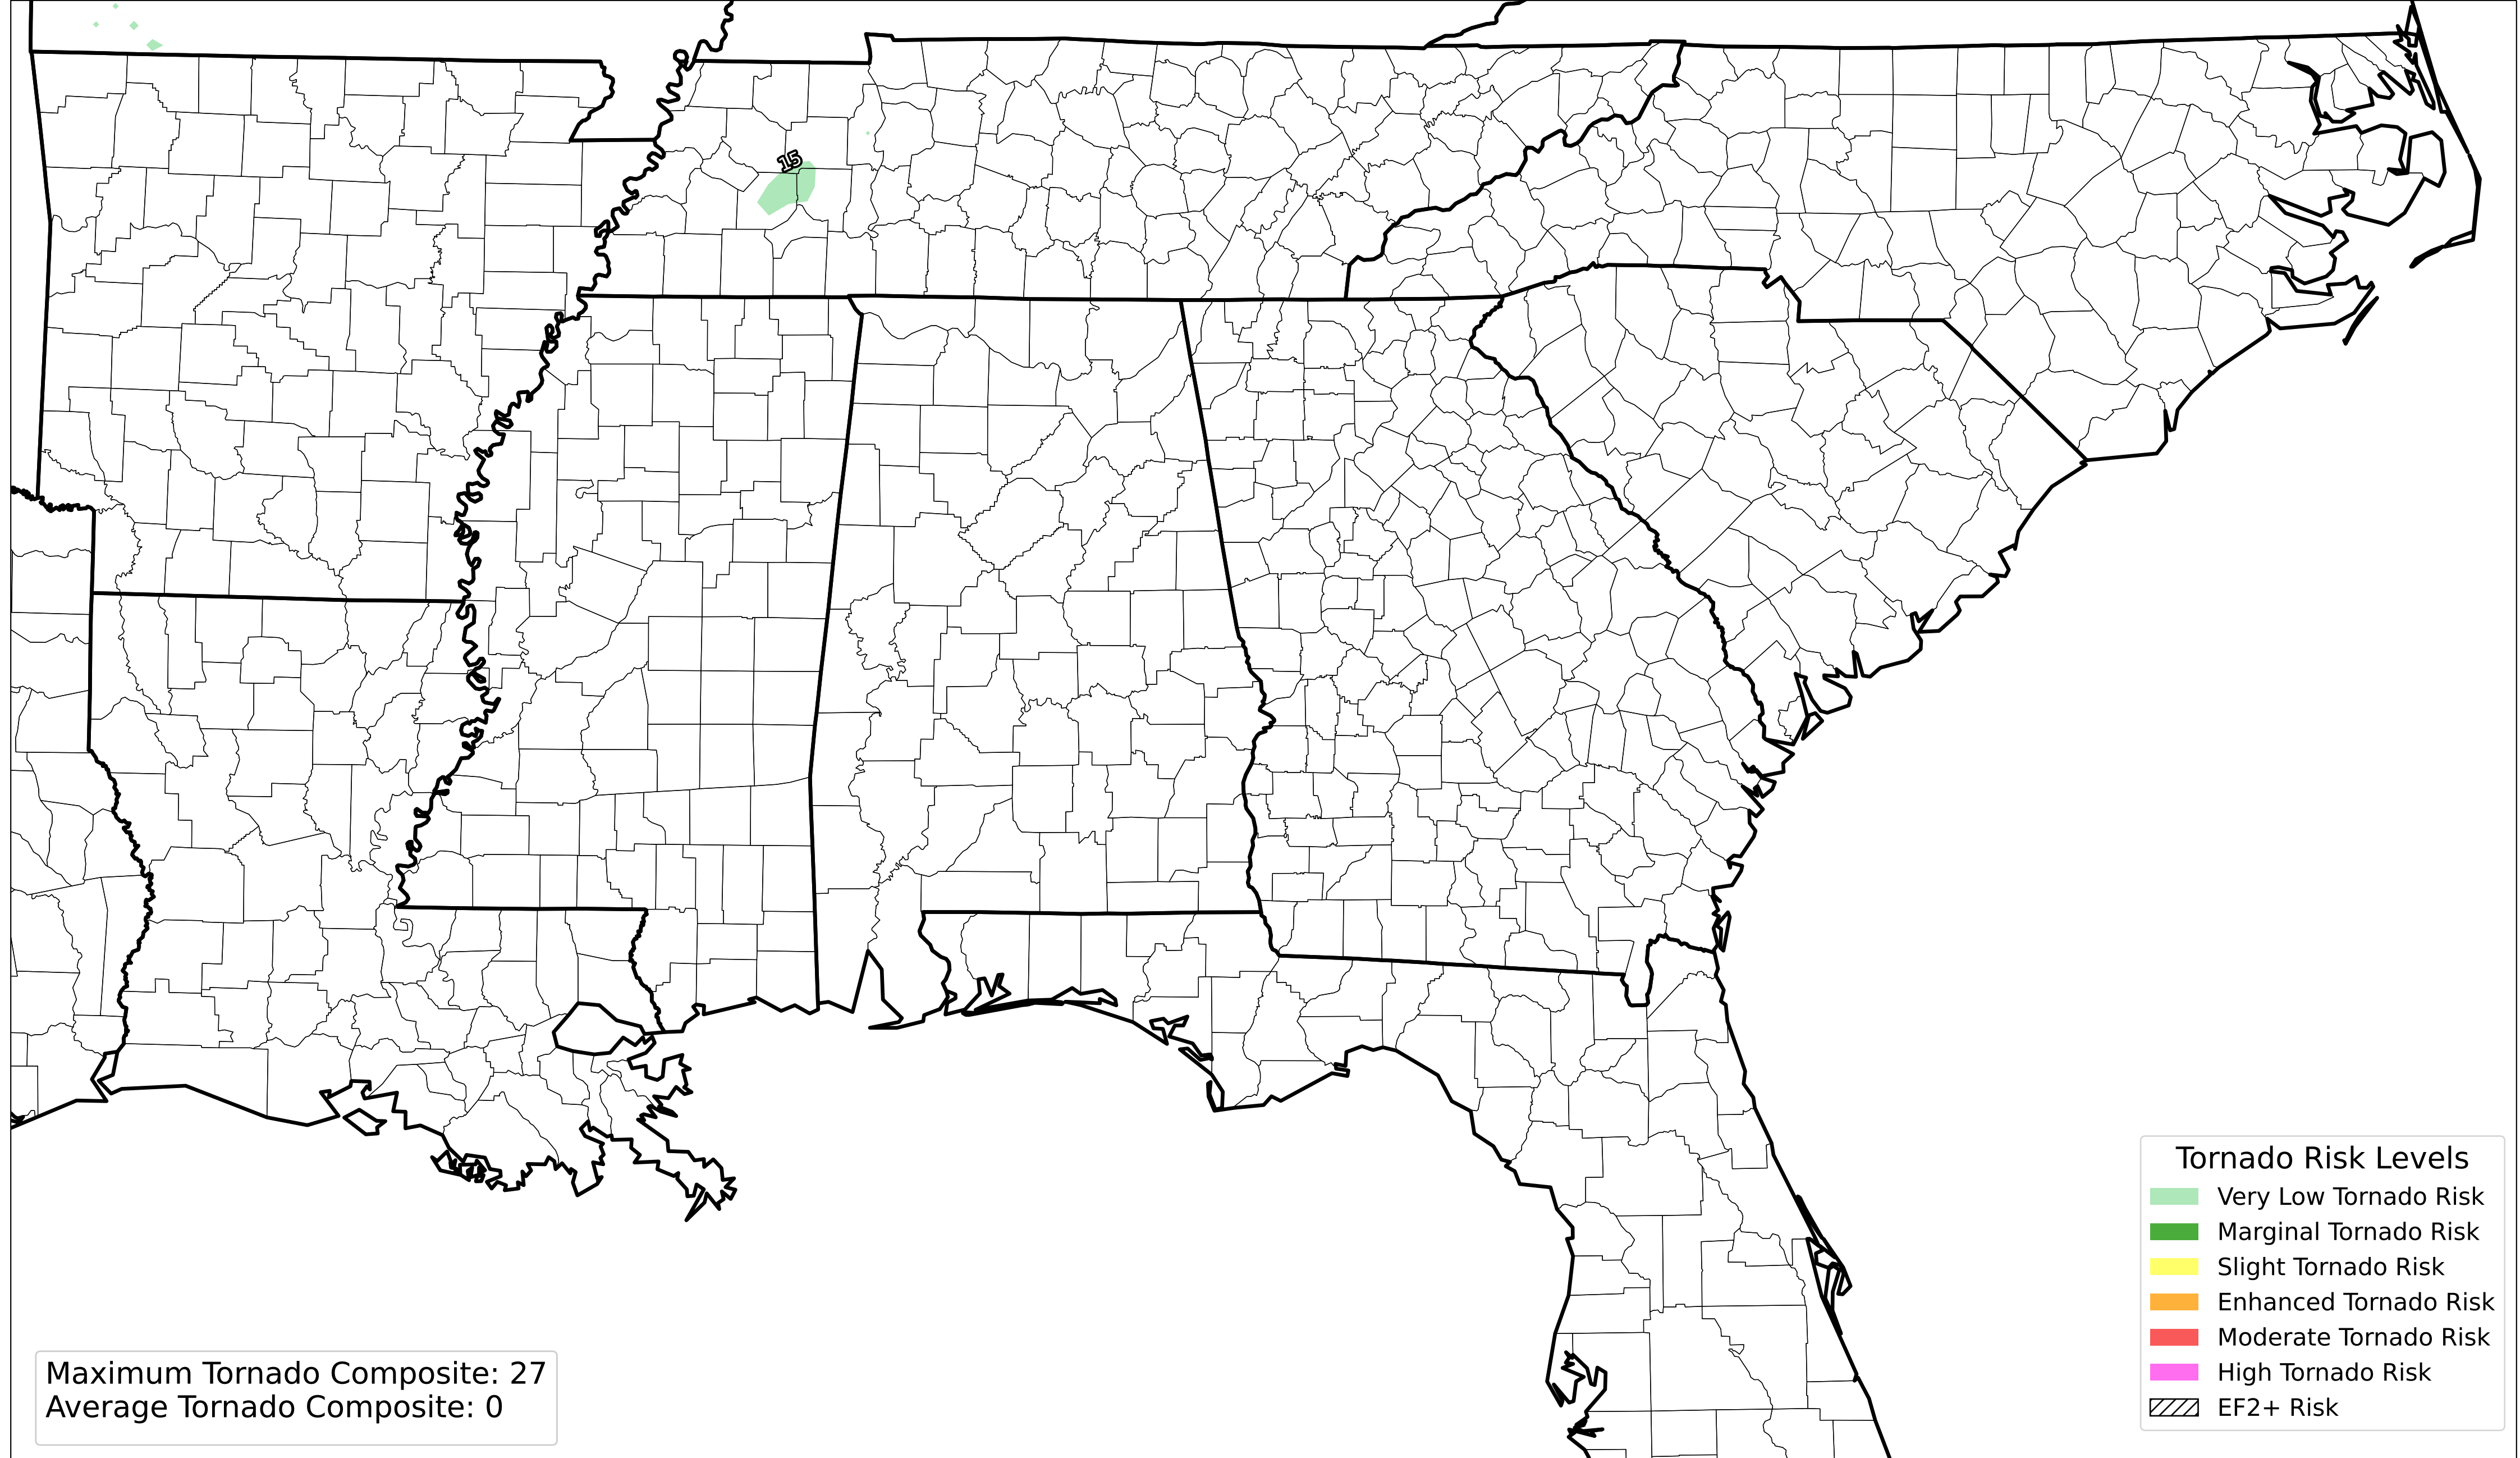 15
Tornado Risk Levels
Very Low Tornado Risk
Marginal Tornado Risk
Slight Tornado Risk
Enhanced Tornado Risk
Moderate Tornado Risk
High Tornado Risk
EF2+ Risk
Maximum Tornado Composite: 27
Average Tornado Composite: 0